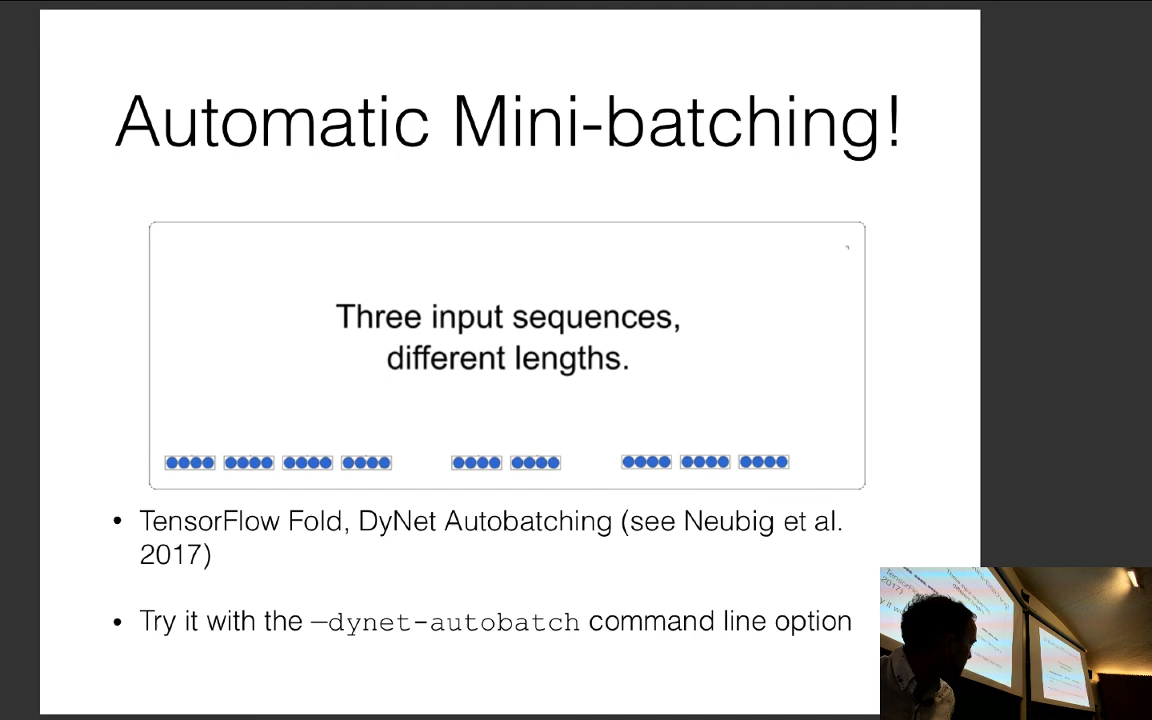 Automatic Mini-batching!
Three input sequences,
different lengths.
• TensorFlow Fold, DyNet Autobatching (see Neubig et al.
2017)
• Try it with the —dynet-autobatch command line option